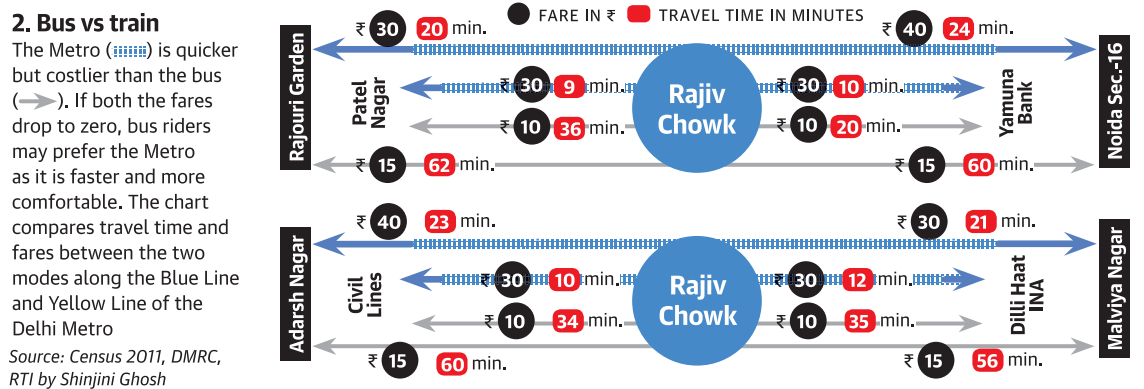 2. Bus vs train
The Metro ( ) is quicker
but costlier than the bus
( ). If both the fares
drop to zero, bus riders
may prefer the Metro
as it is faster and more
comfortable. The chart
compares travel time and
fares between the two
modes along the Blue Line
and Yellow Line of the
Delhi Metro
Source: Census 2011, DMRC,
RTI by Shinjini Ghosh
FARE IN ₹ TRAVEL TIME IN MINUTES
₹ 30 20 min.
₹ 40 24 min.
Rajouri Garden
Patel
Nagar
₹ 30 9 min.
₹ 10 36 min.
Rajiv
Chowk
₹ 30 10 min.
₹ 10 20 min.
Yamuna
Bank
Noida Sec.-16
₹ 15 62 min.
₹ 15 60 min.
₹ 40 23 min.
₹ 30 21 min.
Adarsh Nagar
Civil
Lines
₹ 30 10 min.
₹ 10 34 min.
Rajiv
Chowk
₹ 30 12 min.
₹ 10 35 min.
Dilli Haat
INA
Malviya Nagar
₹ 15 60 min.
₹ 15 56 min.